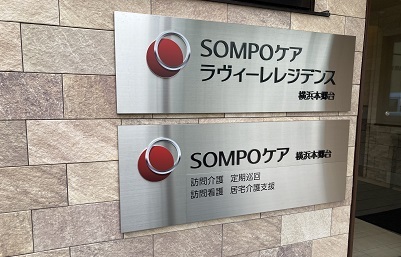 SOMPOケア
ラヴィーレレジデンス
横浜本郷台
SOMPOケア 横浜本郷台
訪問介護 定期巡回
訪問看護 居宅介護支援